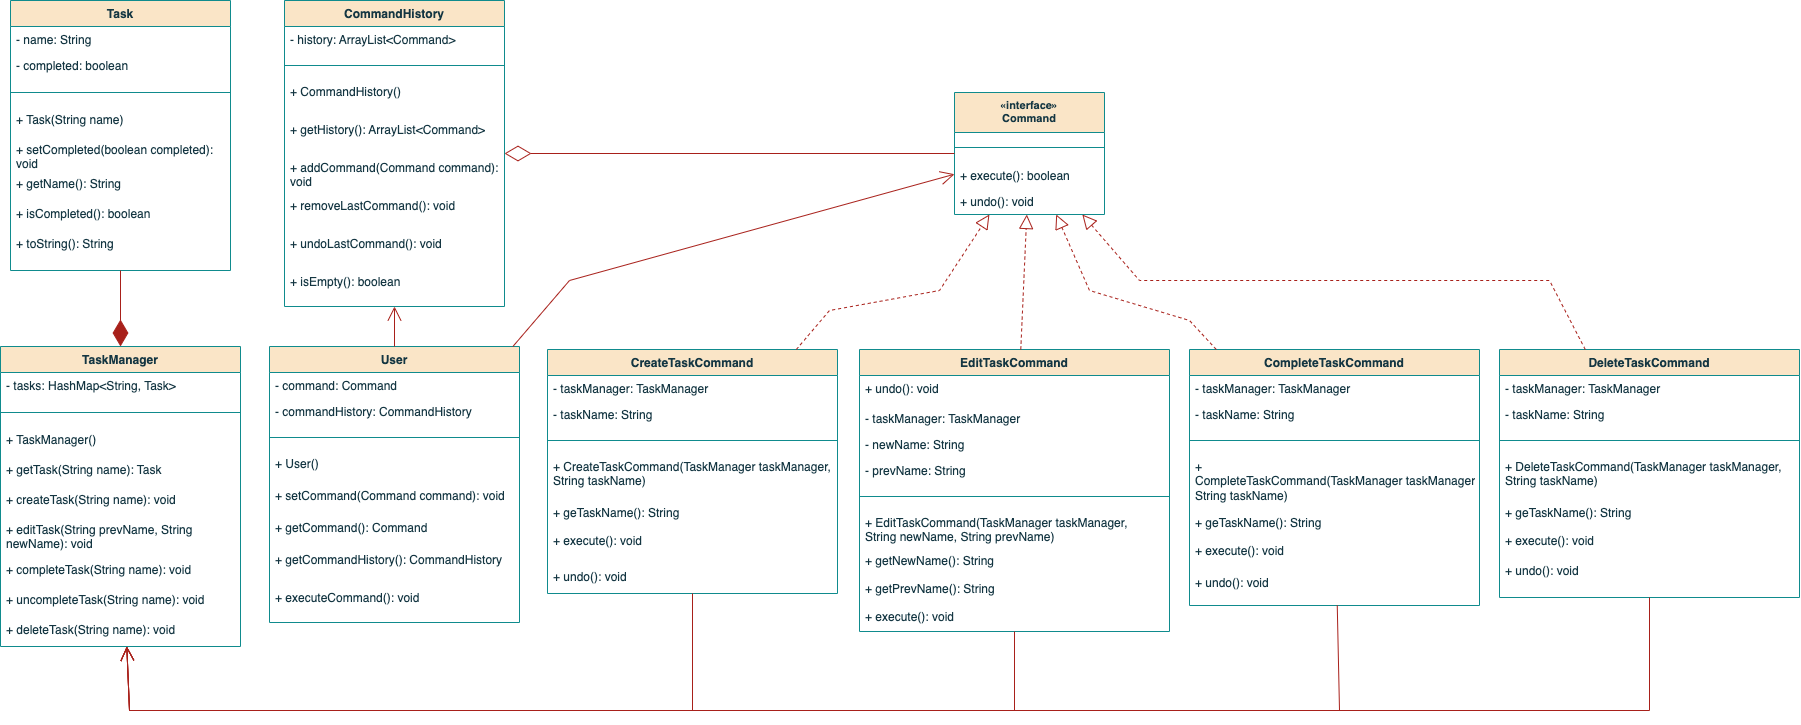 Task
- name: String
- completed: boolean
+ Task(String name)
+ setCompleted(boolean completed):
void
+ getName(): String
+ isCompleted(): boolean
+ toString(): String
CommandHistory
- history: ArrayList<Command>
+ CommandHistory()
+ getHistory(): ArrayList<Command>
+ addCommand(Command command):
void
+ removeLastCommand(): void
+ undoLastCommand(): void
+ isEmpty(): boolean
«interface»
Command
+ execute(): boolean
+ undo(): void
TaskManager
- tasks: HashMap<String, Task>
+ TaskManager()
+ getTask(String name): Task
+ createTask(String name): void
+ editTask(String prevName, String
newName): void
+ completeTask(String name): void
+ uncompleteTask(String name): void
+ deleteTask(String name): void
User
- command: Command
- commandHistory: CommandHistory
+ User()
+ setCommand(Command command): void
+ getCommand(): Command
+ getCommandHistory(): CommandHistory
+ executeCommand(): void
CreateTaskCommand
- taskManager: TaskManager
- taskName: String
+ CreateTaskCommand(TaskManager taskManager,
String taskName)
+ geTaskName(): String
+ execute(): void
+ undo(): void
EditTaskCommand
+ undo(): void
- taskManager: TaskManager
- newName: String
- prevName: String
+ EditTaskCommand(TaskManager taskManager,
String newName, String prevName)
+ getNewName(): String
+ getPrevName(): String
+ execute(): void
CompleteTaskCommand
- taskManager: TaskManager
- taskName: String
+
CompleteTaskCommand(TaskManager taskManager
String taskName)
+ geTaskName(): String
+ execute(): void
+ undo(): void
DeleteTaskCommand
- taskManager: TaskManager
- taskName: String
+ DeleteTaskCommand(TaskManager taskManager,
String taskName)
+ geTaskName(): String
+ execute(): void
+ undo(): void